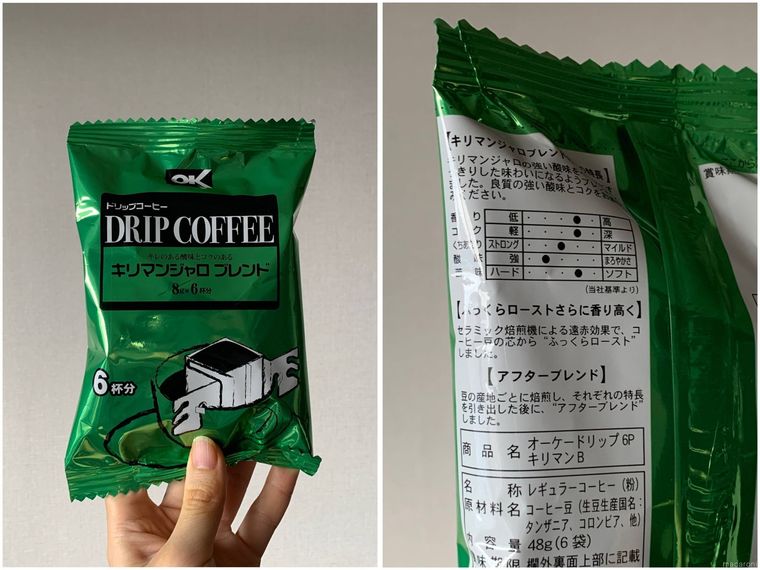 OK
ドリップコーヒー
DRIP COFFEE
キレのある酸味とコクのある
キリマンジャロ ブレンド
8g× 6杯分
6杯分
【キリマンジャロブレンド
キリマンジャロの強い酸味を 特長】
きりした味わいになるよう
ました。良質の強い酸味とコクをお
ください。
香り 低 ・・・●・ 高
コク 軽 ・・・●・ 深
くちあたり ストロング ・・●・・ マイルド
酸味 強 ・●・・・ まろやかさ
苦味 ハード ・・・●・ ソフト
(当社基準より)
【ふっくらローストさらに香り高く】
セラミック焙煎機による遠赤効果で、コ
ーヒー豆の芯から“ふっくらロースト”
しました。
【アフターブレンド】
豆の産地ごとに焙煎し、それぞれの特長
を引き出した後に、“アフターブレンド”
しました。
商品名 オーケードリップ 6P
キリマンB
名称 レギュラーコーヒー（粉）
原材料名 コーヒー豆（生豆生産国名：
タンザニア、コロンビア、他）
内容量 48g(6袋)
味期限 欄外裏面上部に記載
賞味
から
macaroni